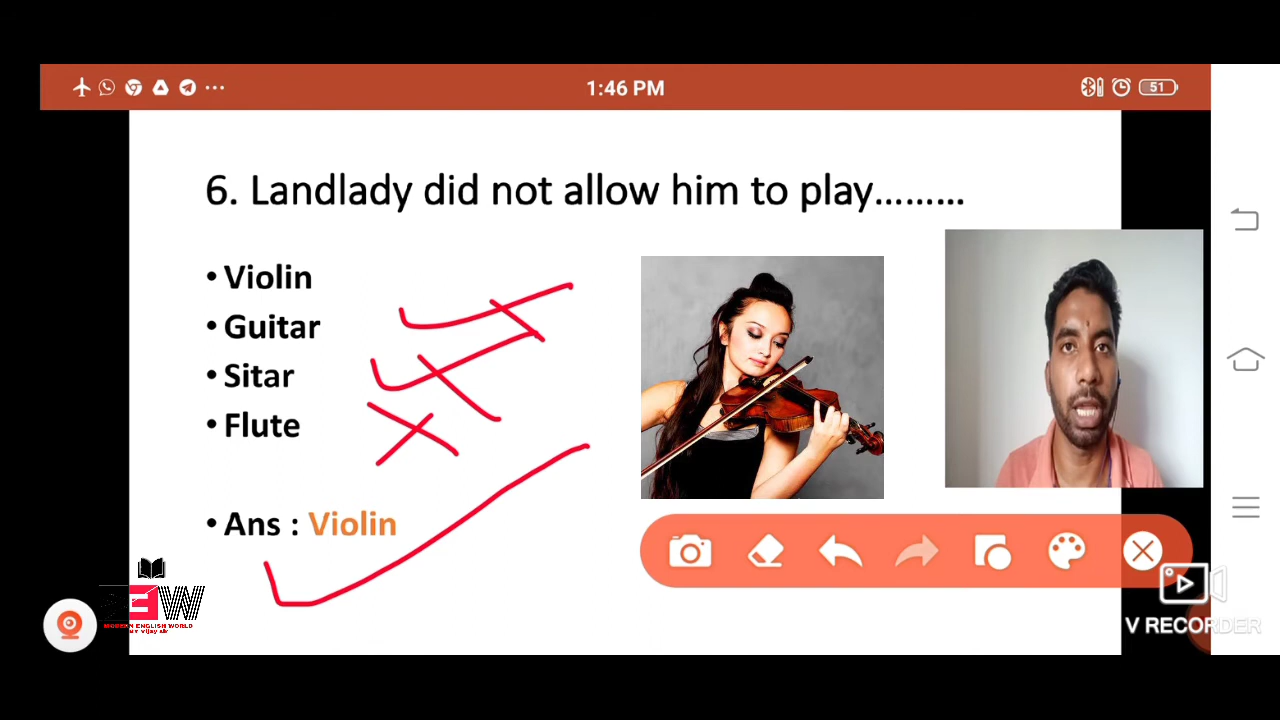 1:46 PM
51
6. Landlady did not allow him to play.........
• Violin
• Guitar
• Sitar
• Flute
• Ans : Violin
MODERN ENGLISH WORLD
V RECORDER